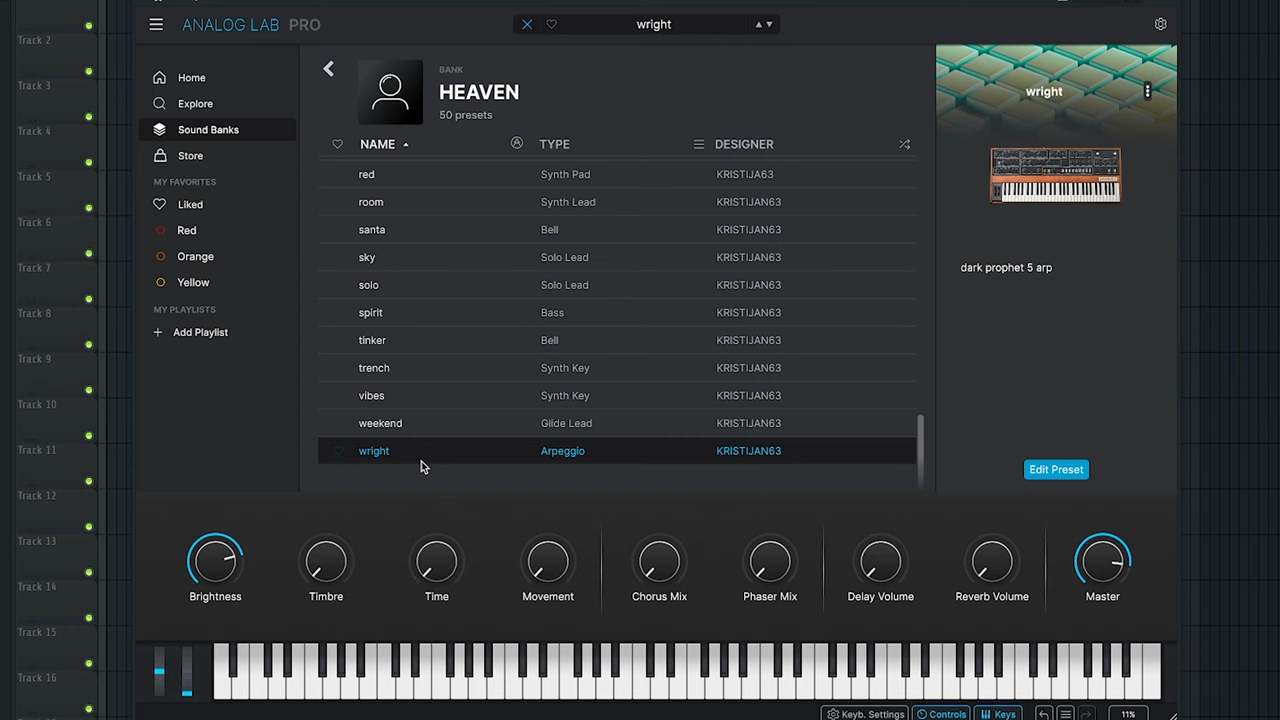 ANALOG LAB PRO
wright
Track 2
Track 3
Track 4
Track 5
Track 6
Track 7
Track 8
Track 9
Track 10
Track 11
Track 12
Track 13
Track 14
Track 15
Track 16
Home
Explore
Sound Banks
Store
MY FAVORITES
Liked
Red
Orange
Yellow
MY PLAYLISTS
Add Playlist
BANK
HEAVEN
50 presets
NAME TYPE DESIGNER
red Synth Pad KRISTIJA63
room Synth Lead KRISTIJAN63
santa Bell KRISTIJAN63
sky Solo Lead KRISTIJAN63
solo Solo Lead KRISTIJAN63
spirit Bass KRISTIJAN63
tinker Bell KRISTIJAN63
trench Synth Key KRISTIJAN63
vibes Synth Key KRISTIJAN63
weekend Glide Lead KRISTIJAN63
wright Arpeggio KRISTIJAN63
wright
dark prophet 5 arp
Edit Preset
Brightness Timbre Time Movement Chorus Mix Phaser Mix Delay Volume Reverb Volume Master
Keyb. Settings Controls Keys 11%